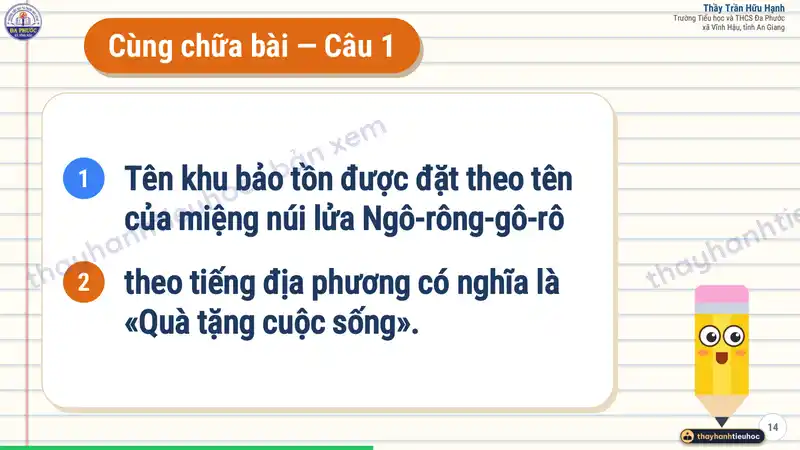 Thầy Trần Hữu Hạnh
Trường Tiểu học và THCS Đa Phước
xã Vĩnh Hậu, tỉnh An Giang
ĐA PHƯỚC
Cùng chữa bài – Câu 1
1
Tên khu bảo tồn được đặt theo tên
của miệng núi lửa Ngô-rông-gô-rô
2
theo tiếng địa phương có nghĩa là
«Quà tặng cuộc sống».
14
thayhanhtieuhoc